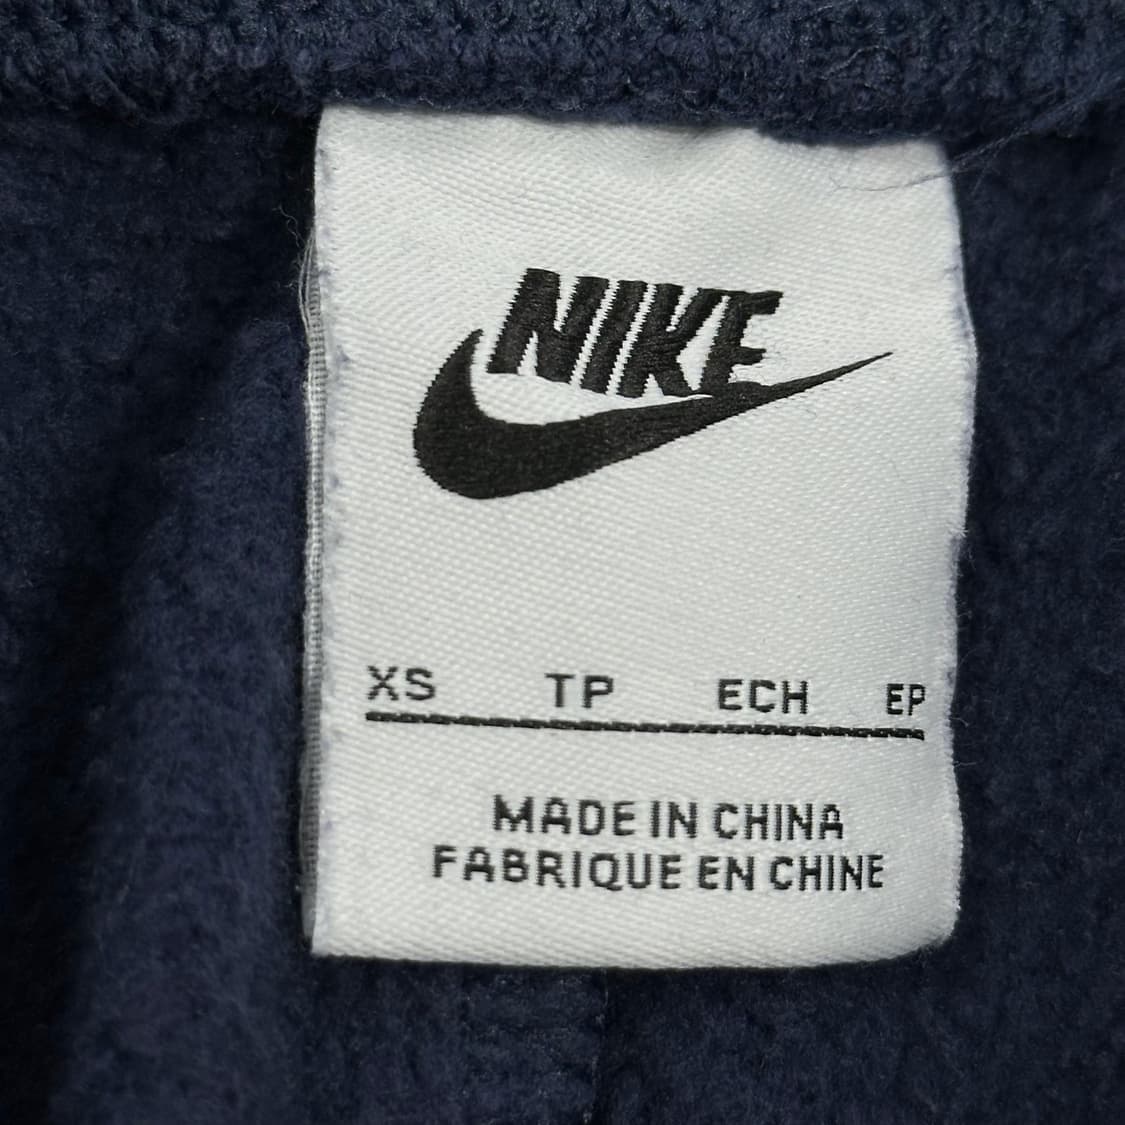 NIKE
XS TP ECH EP
MADE IN CHINA
FABRIQUE EN CHINE